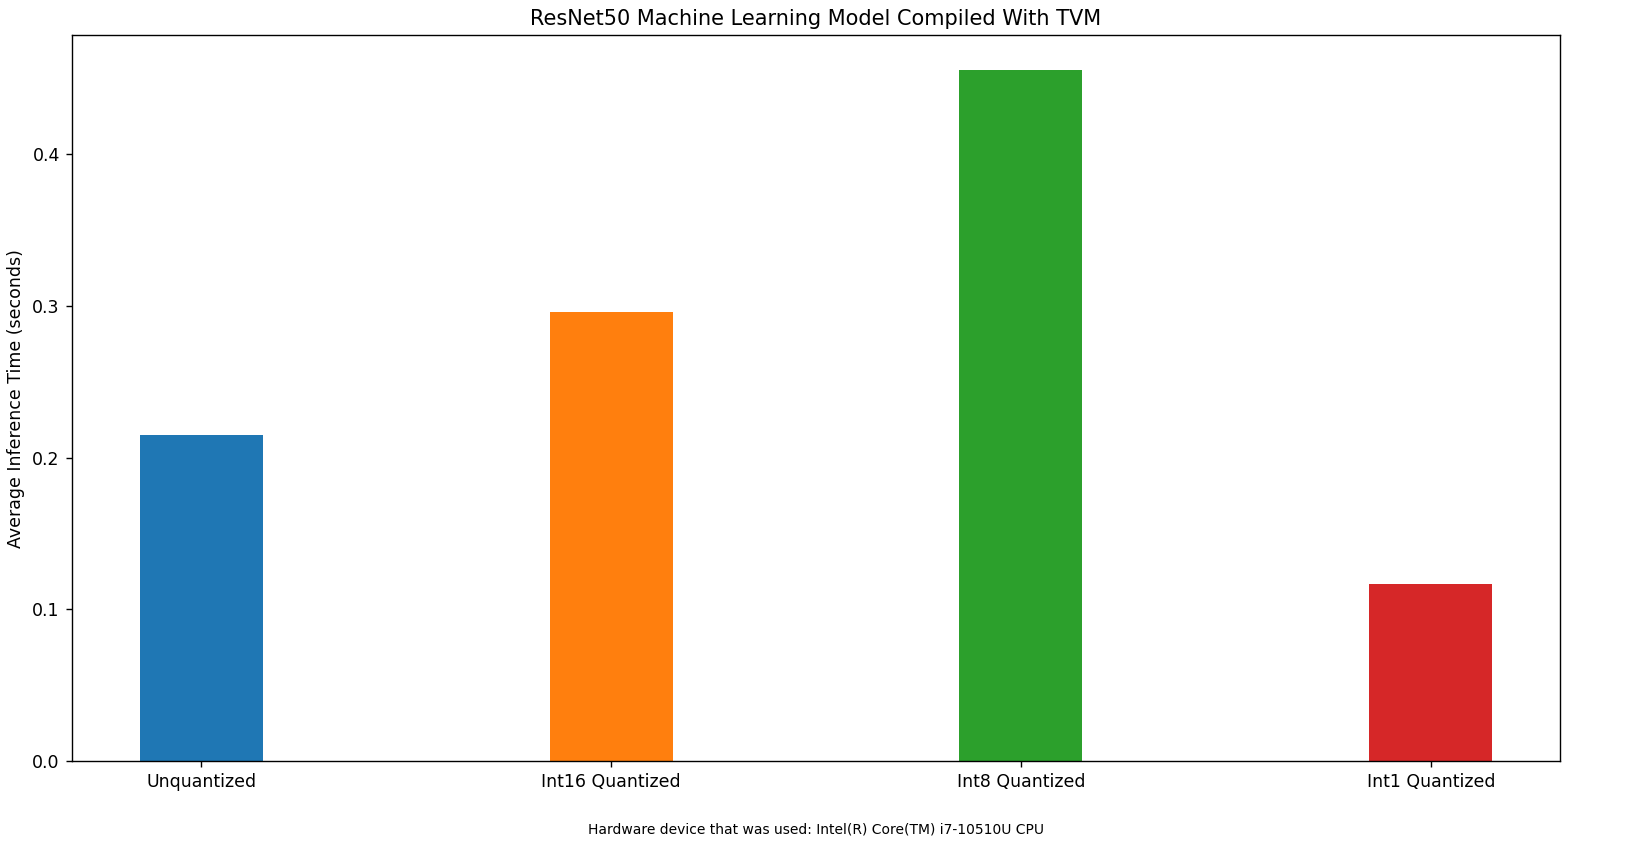 ResNet50 Machine Learning Model Compiled With TVM
Average Inference Time (seconds)
0.4
0.3
0.2
0.1
0.0
Unquantized
Int16 Quantized
Int8 Quantized
Int1 Quantized
Hardware device that was used: Intel(R) Core(TM) i7-10510U CPU